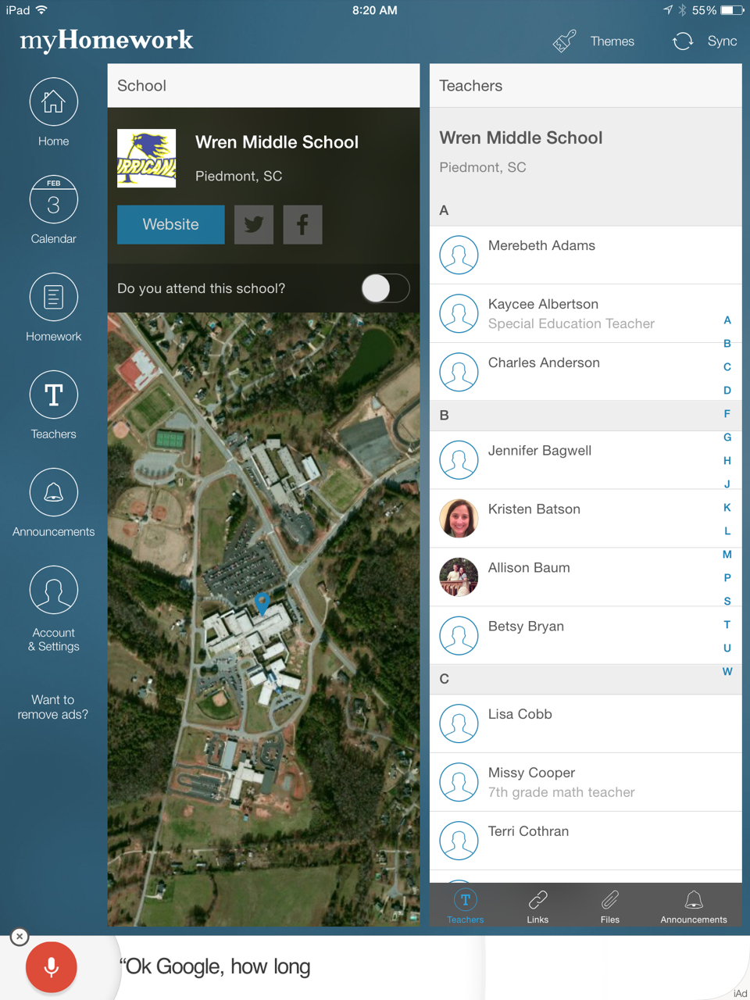 iPad
8:20 AM
55%
myHomework
Themes
Sync
Home
FEB
3
Calendar
Homework
T
Teachers
Announcements
Account
& Settings
Want to
remove ads?
School
Wren Middle School
Piedmont, SC
Website
Do you attend this school?
Teachers
Wren Middle School
Piedmont, SC
A
Merebeth Adams
Kaycee Albertson
Special Education Teacher
Charles Anderson
B
Jennifer Bagwell
Kristen Batson
Allison Baum
Betsy Bryan
C
Lisa Cobb
Missy Cooper
7th grade math teacher
Terri Cothran
A
B
C
D
F
G
H
J
K
L
M
P
S
T
U
W
T
Teachers
Links
Files
Announcements
“Ok Google, how long
iAd